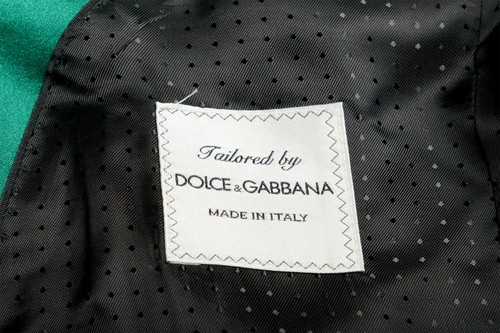 Tailored by
DOLCE & GABBANA
MADE IN ITALY